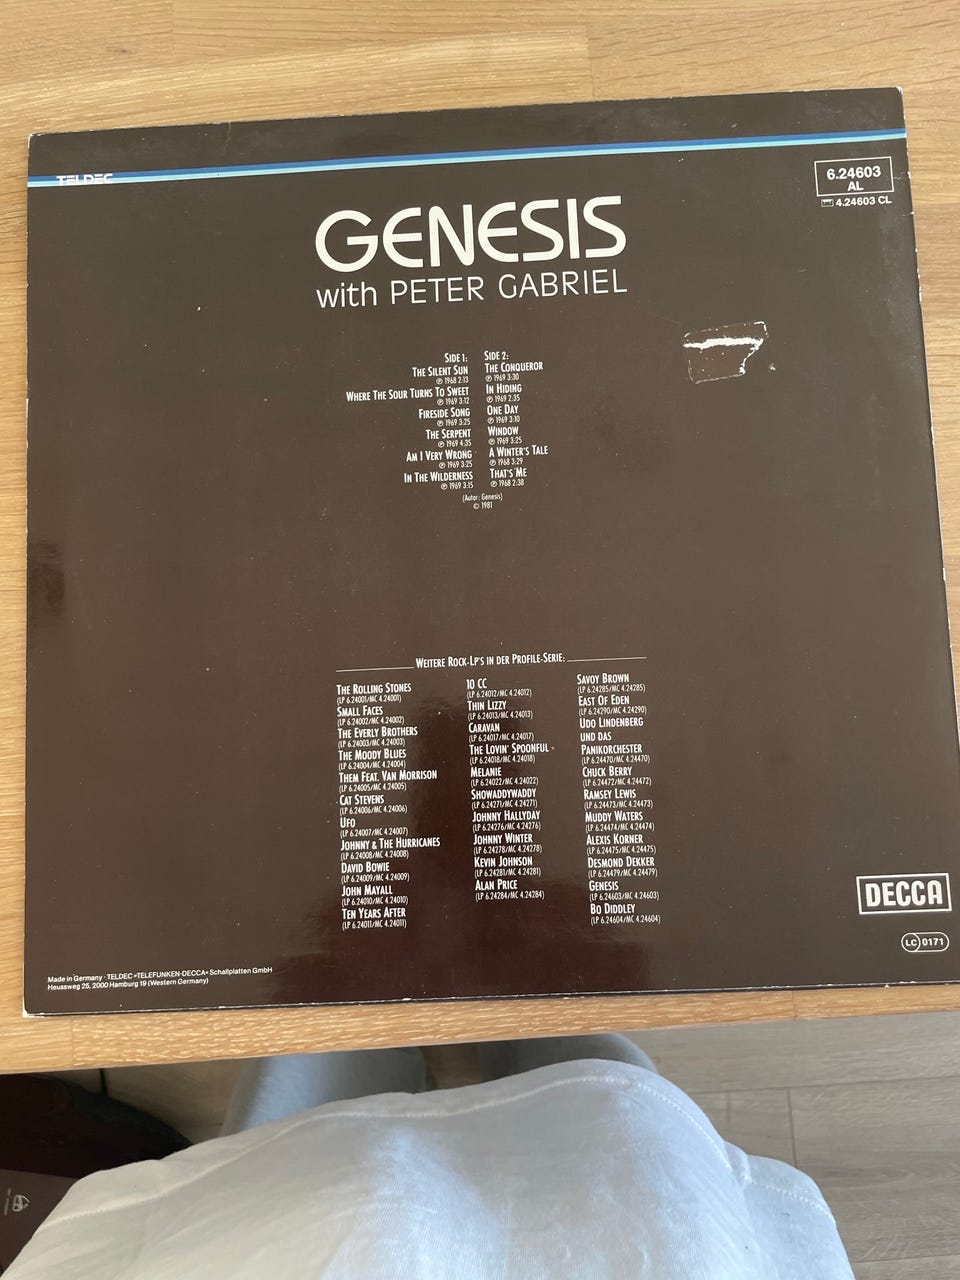 TELDEC
6.24603
AL
4.24603 CL
GENESIS
with PETER GABRIEL
SIDE 1:
THE SILENT SUN
℗ 1968 2:13
WHERE THE SOUR TURNS TO SWEET
℗ 1969 3:12
FIRESIDE SONG
℗ 1969 3:25
THE SERPENT
℗ 1969 4:35
AM I VERY WRONG
℗ 1969 3:25
IN THE WILDERNESS
℗ 1969 3:15
SIDE 2:
THE CONQUEROR
℗ 1969 3:30
IN HIDING
℗ 1969 2:35
ONE DAY
℗ 1969 3:10
WINDOW
℗ 1969 3:25
A WINTER'S TALE
℗ 1968 3:29
THAT'S ME
℗ 1968 2:38
(Autor: Genesis)
© 1981
WEITERE ROCK-LP'S IN DER PROFILE-SERIE:
THE ROLLING STONES
(LP 6.24001/MC 4.24001)
SMALL FACES
(LP 6.24002/MC 4.24002)
THE EVERLY BROTHERS
(LP 6.24003/MC 4.24003)
THE MOODY BLUES
(LP 6.24004/MC 4.24004)
THEM FEAT. VAN MORRISON
(LP 6.24005/MC 4.24005)
CAT STEVENS
(LP 6.24006/MC 4.24006)
UFO
(LP 6.24007/MC 4.24007)
JOHNNY & THE HURRICANES
(LP 6.24008/MC 4.24008)
DAVID BOWIE
(LP 6.24009/MC 4.24009)
JOHN MAYALL
(LP 6.24010/MC 4.24010)
TEN YEARS AFTER
(LP 6.24011/MC 4.24011)
10 CC
(LP 6.24012/MC 4.24012)
THIN LIZZY
(LP 6.24013/MC 4.24013)
CARAVAN
(LP 6.24017/MC 4.24017)
THE LOVIN' SPOONFUL
(LP 6.24018/MC 4.24018)
MELANIE
(LP 6.24022/MC 4.24022)
SHOWADDYWADDY
(LP 6.24271/MC 4.24271)
JOHNNY HALLYDAY
(LP 6.24276/MC 4.24276)
JOHNNY WINTER
(LP 6.24278/MC 4.24278)
KEVIN JOHNSON
(LP 6.24281/MC 4.24281)
ALAN PRICE
(LP 6.24284/MC 4.24284)
SAVOY BROWN
(LP 6.24285/MC 4.24285)
EAST OF EDEN
(LP 6.24290/MC 4.24290)
UDO LINDENBERG
UND DAS
PANIKORCHESTER
(LP 6.24470/MC 4.24470)
CHUCK BERRY
(LP 6.24472/MC 4.24472)
RAMSEY LEWIS
(LP 6.24473/MC 4.24473)
MUDDY WATERS
(LP 6.24474/MC 4.24474)
ALEXIS KORNER
(LP 6.24475/MC 4.24475)
DESMOND DEKKER
(LP 6.24479/MC 4.24479)
GENESIS
(LP 6.24603/MC 4.24603)
BO DIDDLEY
(LP 6.24604/MC 4.24604)
DECCA
LC 0171
Made in Germany · TELDEC »TELEFUNKEN-DECCA« Schallplatten GmbH
Heussweg 25, 2000 Hamburg 19 (Western Germany)